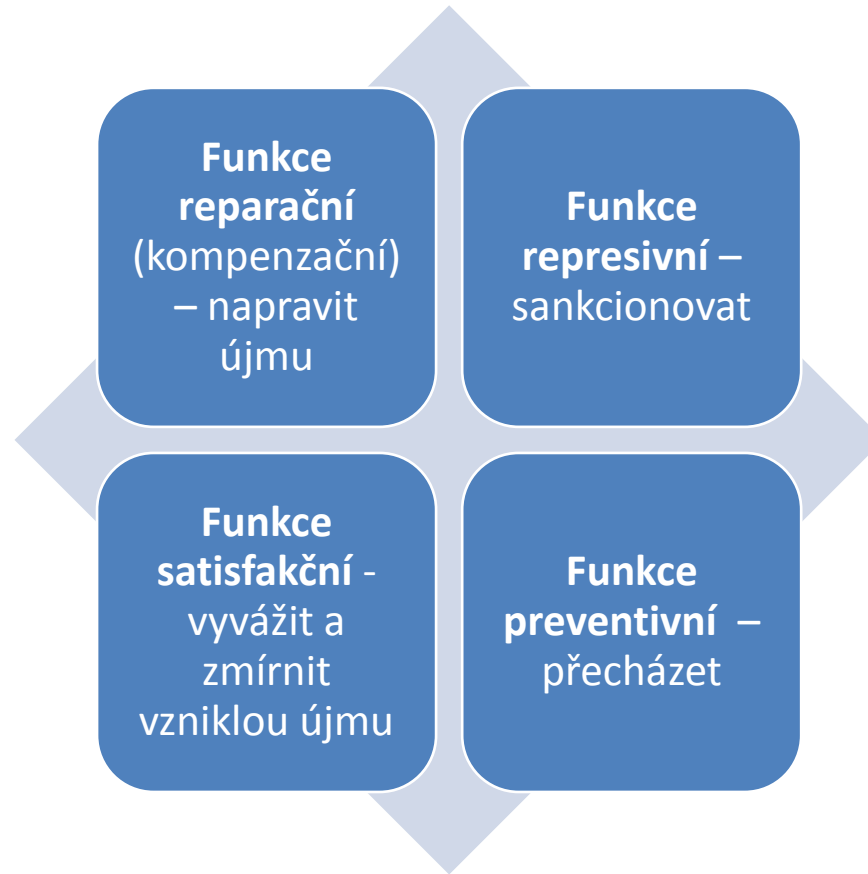 Funkce
reparační
(kompenzační)
– napravit
újmu
Funkce
represivní –
sankcionovat
Funkce
satisfakční -
vyvážit a
zmírnit
vzniklou újmu
Funkce
preventivní –
přecházet